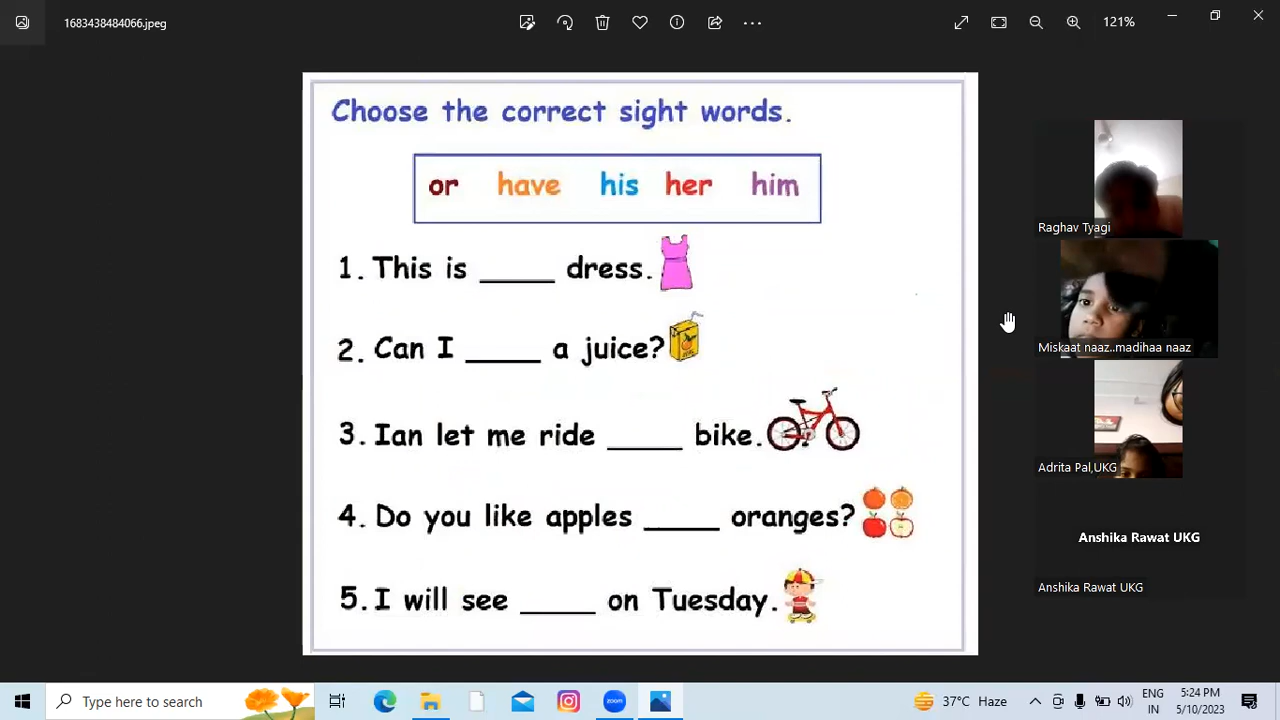 1683438484066.jpeg
121%
Choose the correct sight words.
or have his her him
1. This is _____ dress.
2. Can I _____ a juice?
3. Ian let me ride _____ bike.
4. Do you like apples _____ oranges?
5. I will see _____ on Tuesday.
Raghav Tyagi
Miskaat naaz..madihaa naaz
Adrita Pal,UKG
Anshika Rawat UKG
Anshika Rawat UKG
Type here to search
zoom
37°C Haze
ENG
IN
5:24 PM
5/10/2023